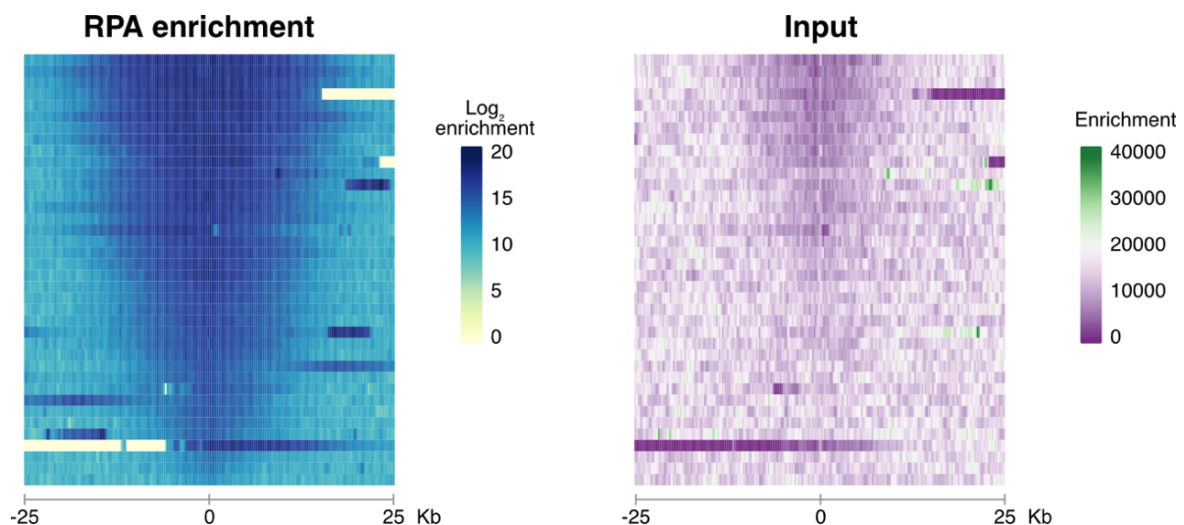 RPA enrichment
Log2
enrichment
20
15
10
5
0
-25 0 25 Kb
Input
Enrichment
40000
30000
20000
10000
0
-25 0 25 Kb